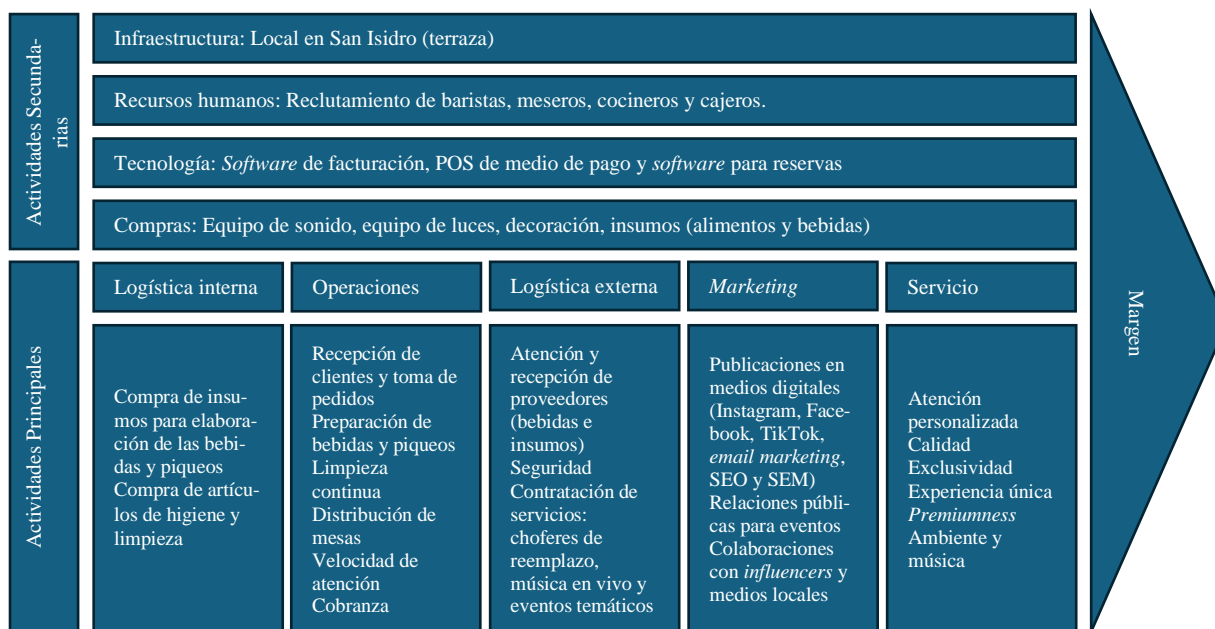 Actividades Secunda-
rias
Infraestructura: Local en San Isidro (terraza)
Recursos humanos: Reclutamiento de baristas, meseros, cocineros y cajeros.
Tecnología: Software de facturación, POS de medio de pago y software para reservas
Compras: Equipo de sonido, equipo de luces, decoración, insumos (alimentos y bebidas)
Actividades Principales
Logística interna
Compra de insu-
mos para elabora-
ción de las bebi-
das y piqueos
Compra de artícu-
los de higiene y
limpieza
Operaciones
Recepción de
clientes y toma de
pedidos
Preparación de
bebidas y piqueos
Limpieza
continua
Distribución de
mesas
Velocidad de
atención
Cobranza
Logística externa
Atención y
recepción de
proveedores
(bebidas e
insumos)
Seguridad
Contratación de
servicios:
choferes de
reemplazo,
música en vivo y
eventos temáticos
Marketing
Publicaciones en
medios digitales
(Instagram, Face-
book, TikTok,
email marketing,
SEO y SEM)
Relaciones públi-
cas para eventos
Colaboraciones
con influencers y
medios locales
Servicio
Atención
personalizada
Calidad
Exclusividad
Experiencia única
Premiumness
Ambiente y
música
Margen